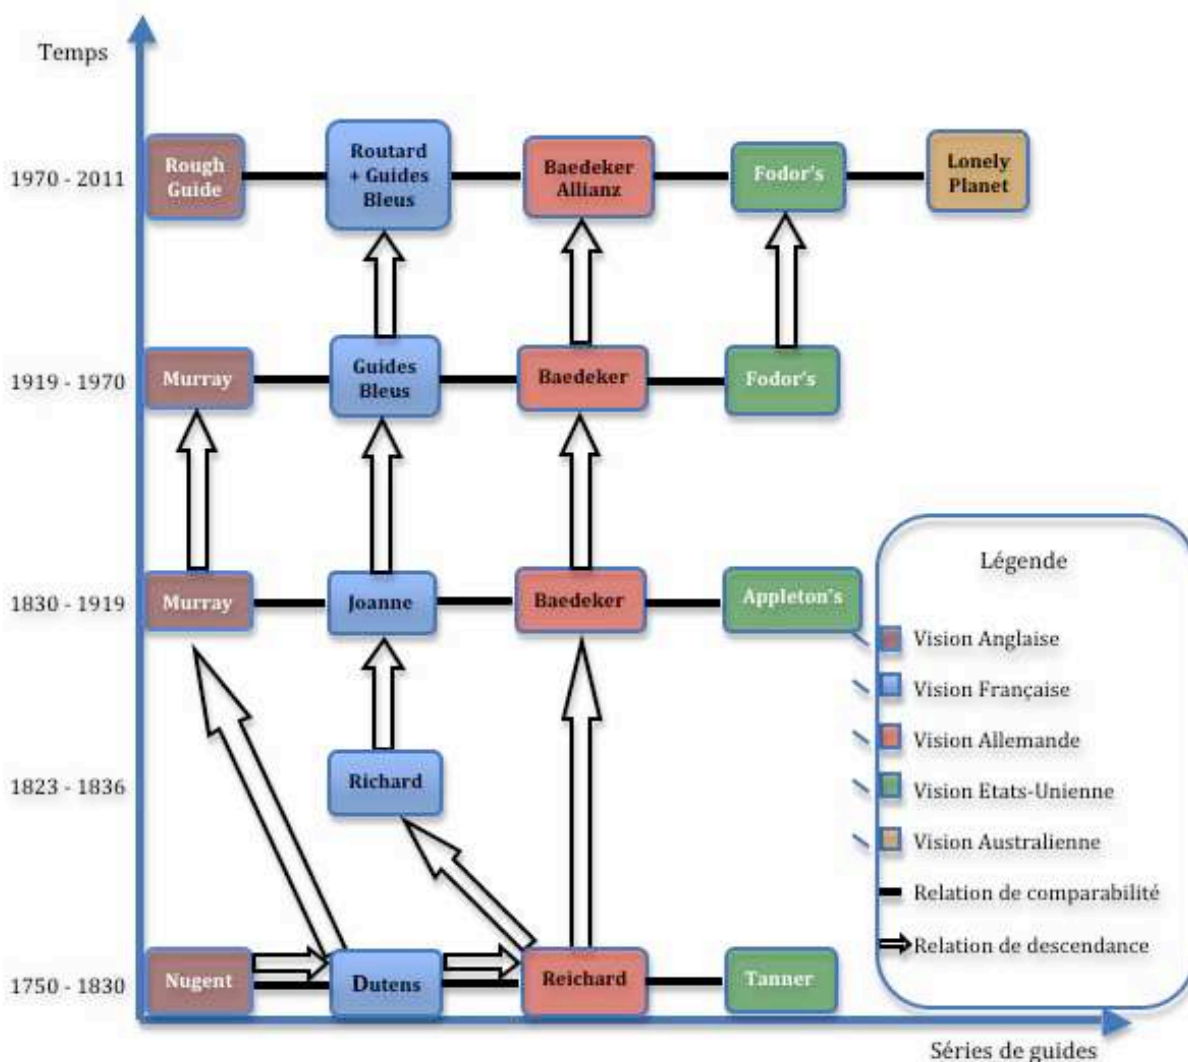 Temps
1970 - 2011
Rough
Guide
Routard
+ Guides
Bleus
Baedeker
Allianz
Fodor's
Lonely
Planet
1919 - 1970
Murray
Guides
Bleus
Baedeker
Fodor's
1830 - 1919
Murray
Joanne
Baedeker
Appleton's
1823 - 1836
Richard
1750 - 1830
Nugent
Dutens
Reichard
Tanner
Séries de guides
Légende
Vision Anglaise
Vision Française
Vision Allemande
Vision Etats-Unienne
Vision Australienne
Relation de comparabilité
Relation de descendance